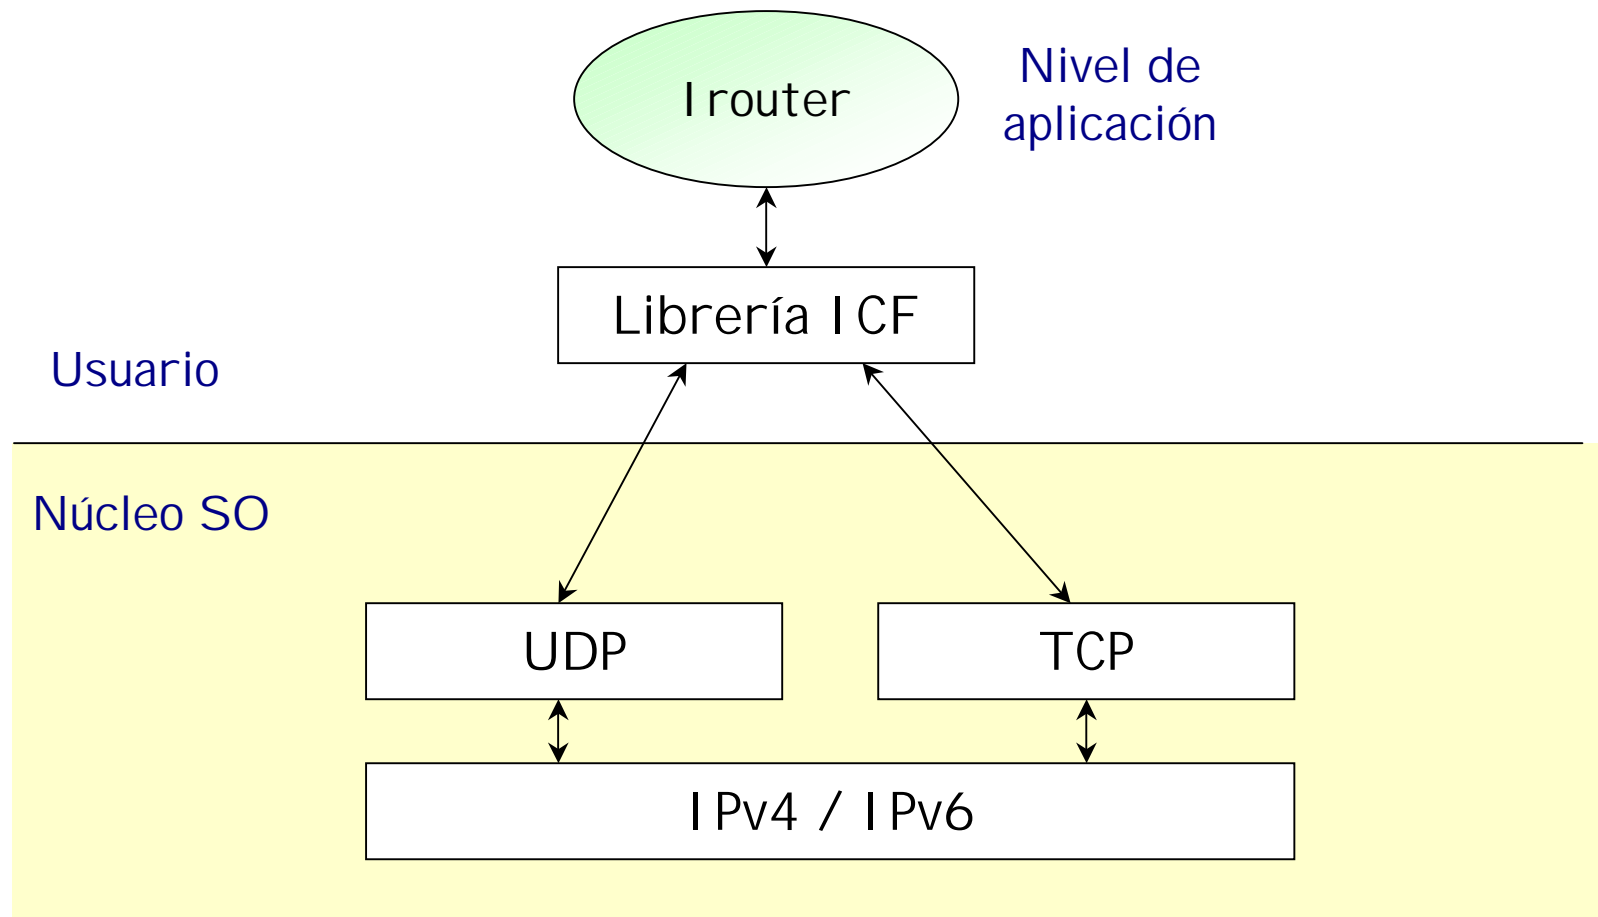 Irouter
Nivel de
aplicación
Librería ICF
Usuario
Núcleo SO
UDP
TCP
IPv4 / IPv6